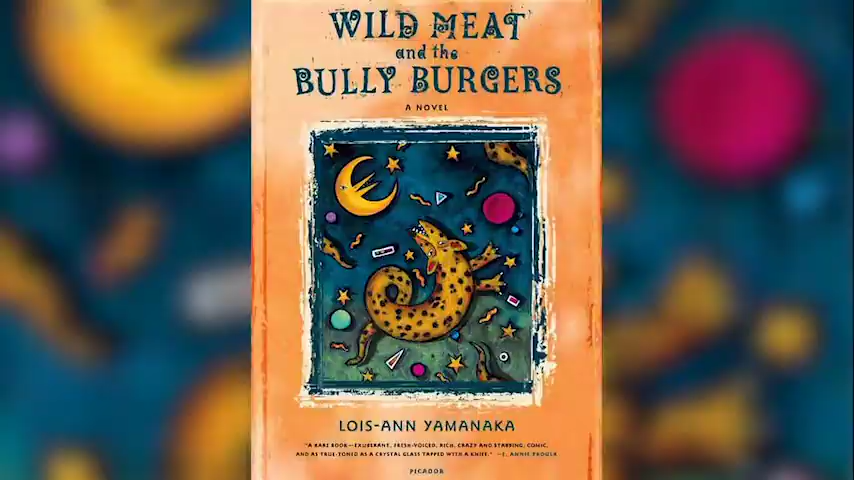 WILD MEAT
and the
BULLY BURGERS
A NOVEL
LOIS-ANN YAMANAKA
"A RARE BOOK—EXUBERANT, FRESH-VOICED, RICH, CRAZY AND STABBING, COMIC,
AND AS TRUE-TONED AS A CRYSTAL GLASS TAPPED WITH A KNIFE." —E. ANNIE PROULX
PICADOR